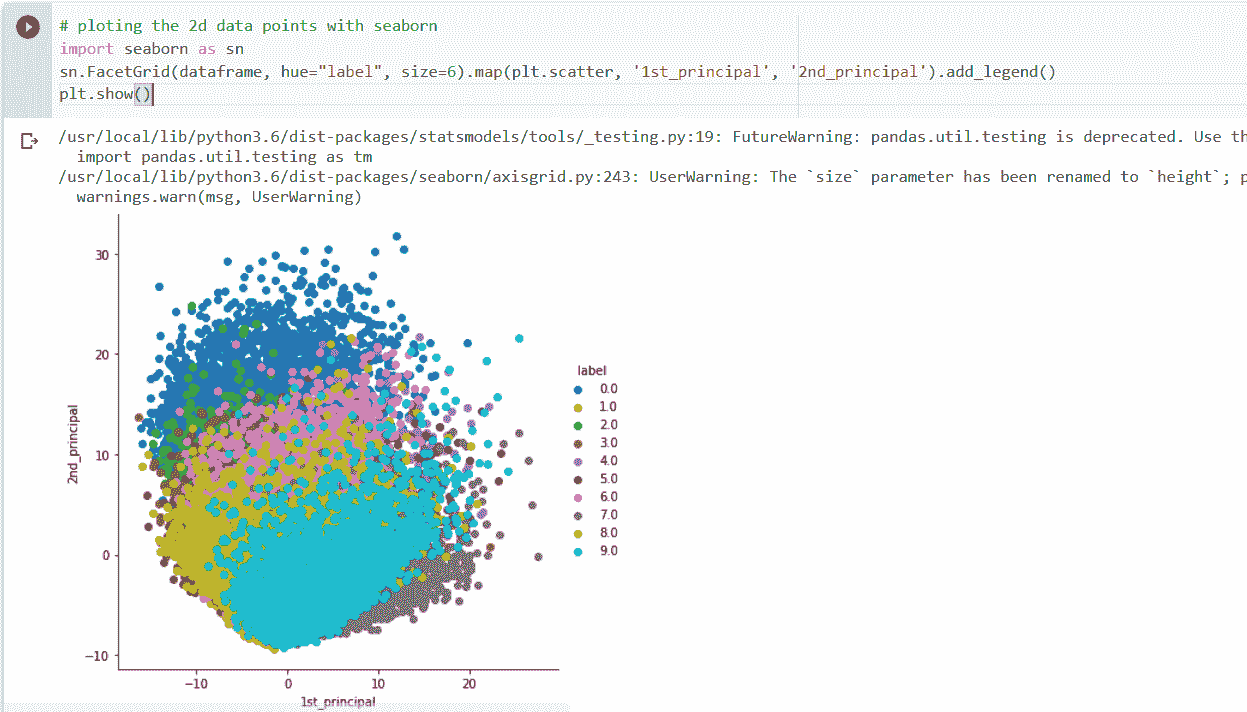 # ploting the 2d data points with seaborn
import seaborn as sn
sn.FacetGrid(dataframe, hue="label", size=6).map(plt.scatter, '1st_principal', '2nd_principal').add_legend()
plt.show()
/usr/local/lib/python3.6/dist-packages/statsmodels/tools/_testing.py:19: FutureWarning: pandas.util.testing is deprecated. Use th
import pandas.util.testing as tm
/usr/local/lib/python3.6/dist-packages/seaborn/axisgrid.py:243: UserWarning: The `size` parameter has been renamed to `height`; p
warnings.warn(msg, UserWarning)
30
20
10
0
−10
2nd_principal
−10 0 10 20
1st_principal
label
0.0
1.0
2.0
3.0
4.0
5.0
6.0
7.0
8.0
9.0